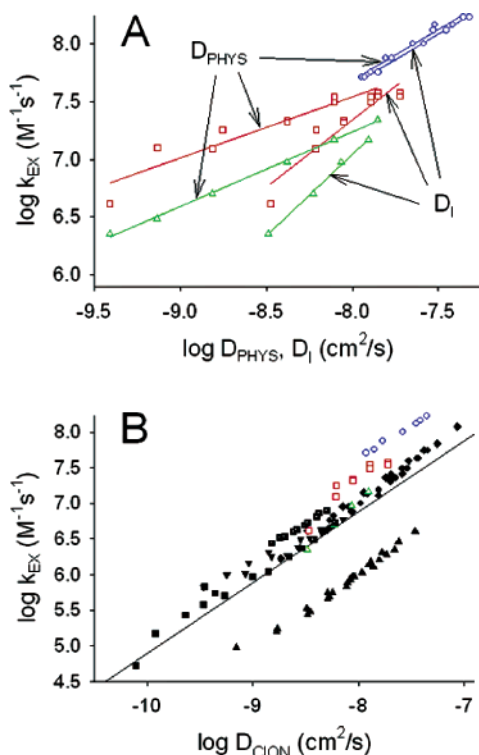 A
D_PHYS
D_I
8.0
7.5
7.0
6.5
6.0
log k_EX (M⁻¹s⁻¹)
-9.5 -9.0 -8.5 -8.0 -7.5
log D_PHYS, D_I (cm²/s)
B
8.0
7.5
7.0
6.5
6.0
5.5
5.0
4.5
log k_EX (M⁻¹s⁻¹)
-10 -9 -8 -7
log D_ClON (cm²/s)